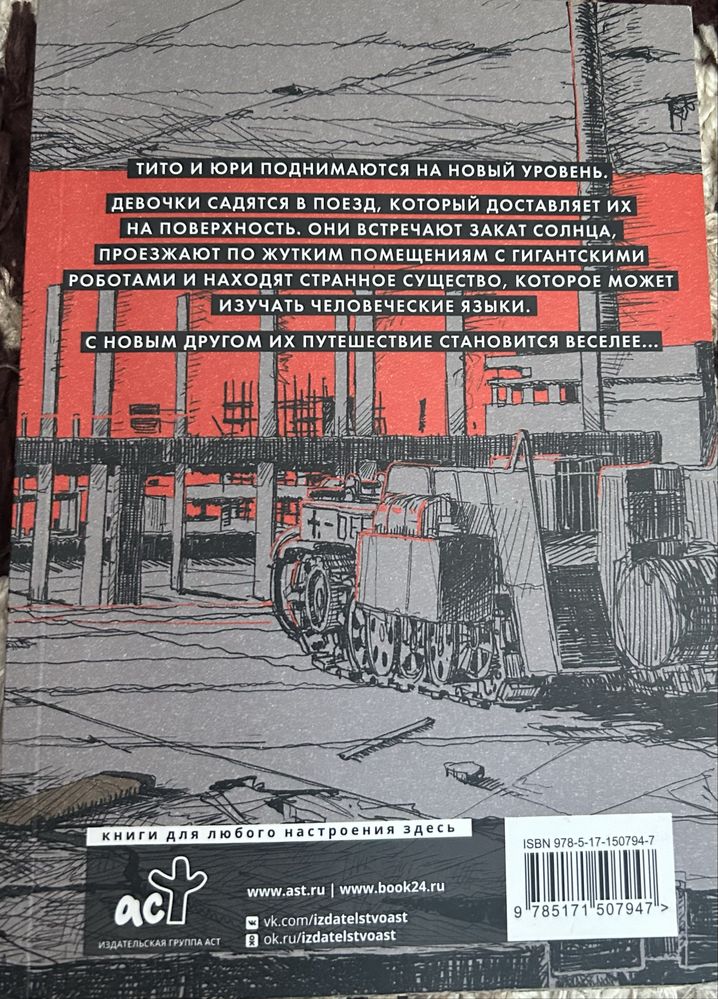 ТИТО И ЮРИ ПОДНИМАЮТСЯ НА НОВЫЙ УРОВЕНЬ.
ДЕВОЧКИ САДЯТСЯ В ПОЕЗД, КОТОРЫЙ ДОСТАВЛЯЕТ ИХ
НА ПОВЕРХНОСТЬ. ОНИ ВСТРЕЧАЮТ ЗАКАТ СОЛНЦА,
ПРОЕЗЖАЮТ ПО ЖУТКИМ ПОМЕЩЕНИЯМ С ГИГАНТСКИМИ
РОБОТАМИ И НАХОДЯТ СТРАННОЕ СУЩЕСТВО, КОТОРОЕ МОЖЕТ
ИЗУЧАТЬ ЧЕЛОВЕЧЕСКИЕ ЯЗЫКИ.
С НОВЫМ ДРУГОМ ИХ ПУТЕШЕСТВИЕ СТАНОВИТСЯ ВЕСЕЛЕЕ...
книги для любого настроения здесь
аст
ИЗДАТЕЛЬСКАЯ ГРУППА АСТ
www.ast.ru | www.book24.ru
vk.com/izdatelstvoast
ok.ru/izdatelstvoast
ISBN 978-5-17-150794-7
9 785171 507947 >